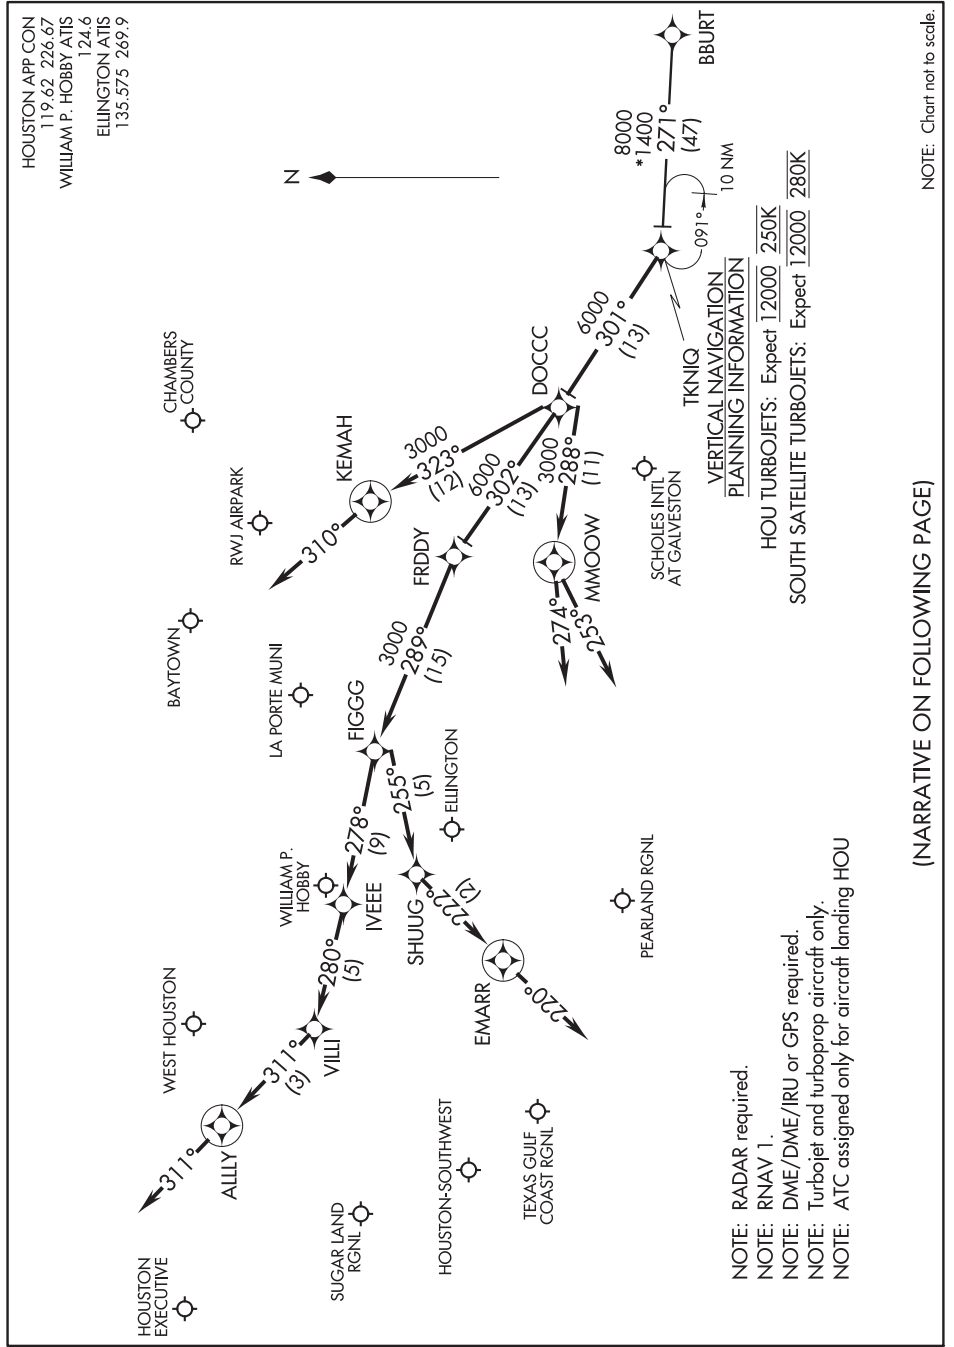 HOUSTON APP CON
119.62 226.67
WILLIAM P. HOBBY ATIS
124.6
ELLINGTON ATIS
135.575 269.9
N
CHAMBERS
COUNTY
RWJ AIRPARK
BAYTOWN
LA PORTE MUNI
WILLIAM P.
HOBBY
WEST HOUSTON
HOUSTON
EXECUTIVE
SUGAR LAND
RGNL
HOUSTON-SOUTHWEST
TEXAS GULF
COAST RGNL
PEARLAND RGNL
ELLINGTON
SCHOLES INTL
AT GALVESTON
BBURT
8000
*1400
271°
(47)
10 NM
091°
TKNIQ
6000
301°
(13)
DOCCC
3000
323°
(12)
KEMAH
310°
6000
302°
(13)
FRDDY
3000
288°
(11)
MMOOW
274°
253°
3000
289°
(15)
FIGGG
278°
(9)
IVEEE
280°
(5)
VILLI
311°
(3)
ALLLY
311°
255°
(5)
SHUUG
222°
(2)
EMARR
220°
VERTICAL NAVIGATION
PLANNING INFORMATION
HOU TURBOJETS: Expect 12000 250K
SOUTH SATELLITE TURBOJETS: Expect 12000 280K
NOTE: RADAR required.
NOTE: RNAV 1.
NOTE: DME/DME/IRU or GPS required.
NOTE: Turbojet and turboprop aircraft only.
NOTE: ATC assigned only for aircraft landing HOU
(NARRATIVE ON FOLLOWING PAGE)
NOTE: Chart not to scale.